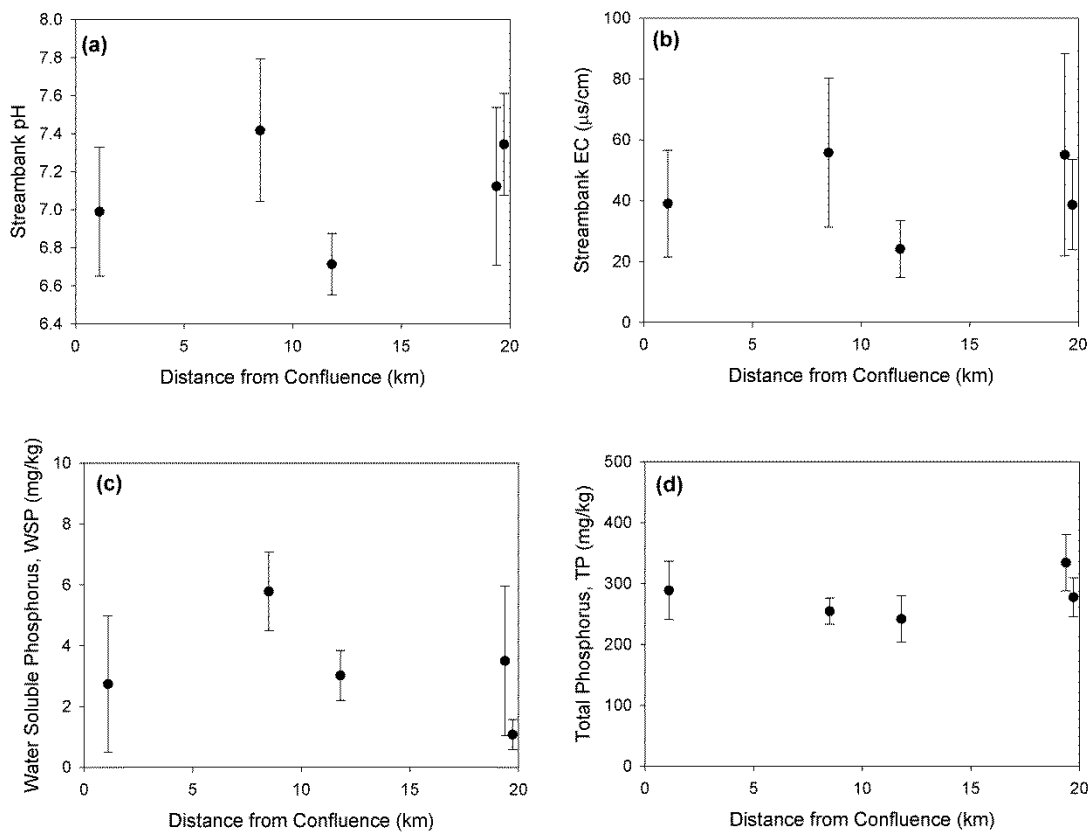 (a)
Streambank pH
8.0
7.8
7.6
7.4
7.2
7.0
6.8
6.6
6.4
0 5 10 15 20
Distance from Confluence (km)
(b)
Streambank EC (µs/cm)
100
80
60
40
20
0
0 5 10 15 20
Distance from Confluence (km)
(c)
Water Soluble Phosphorus, WSP (mg/kg)
10
8
6
4
2
0
0 5 10 15 20
Distance from Confluence (km)
(d)
Total Phosphorus, TP (mg/kg)
500
400
300
200
100
0
0 5 10 15 20
Distance from Confluence (km)